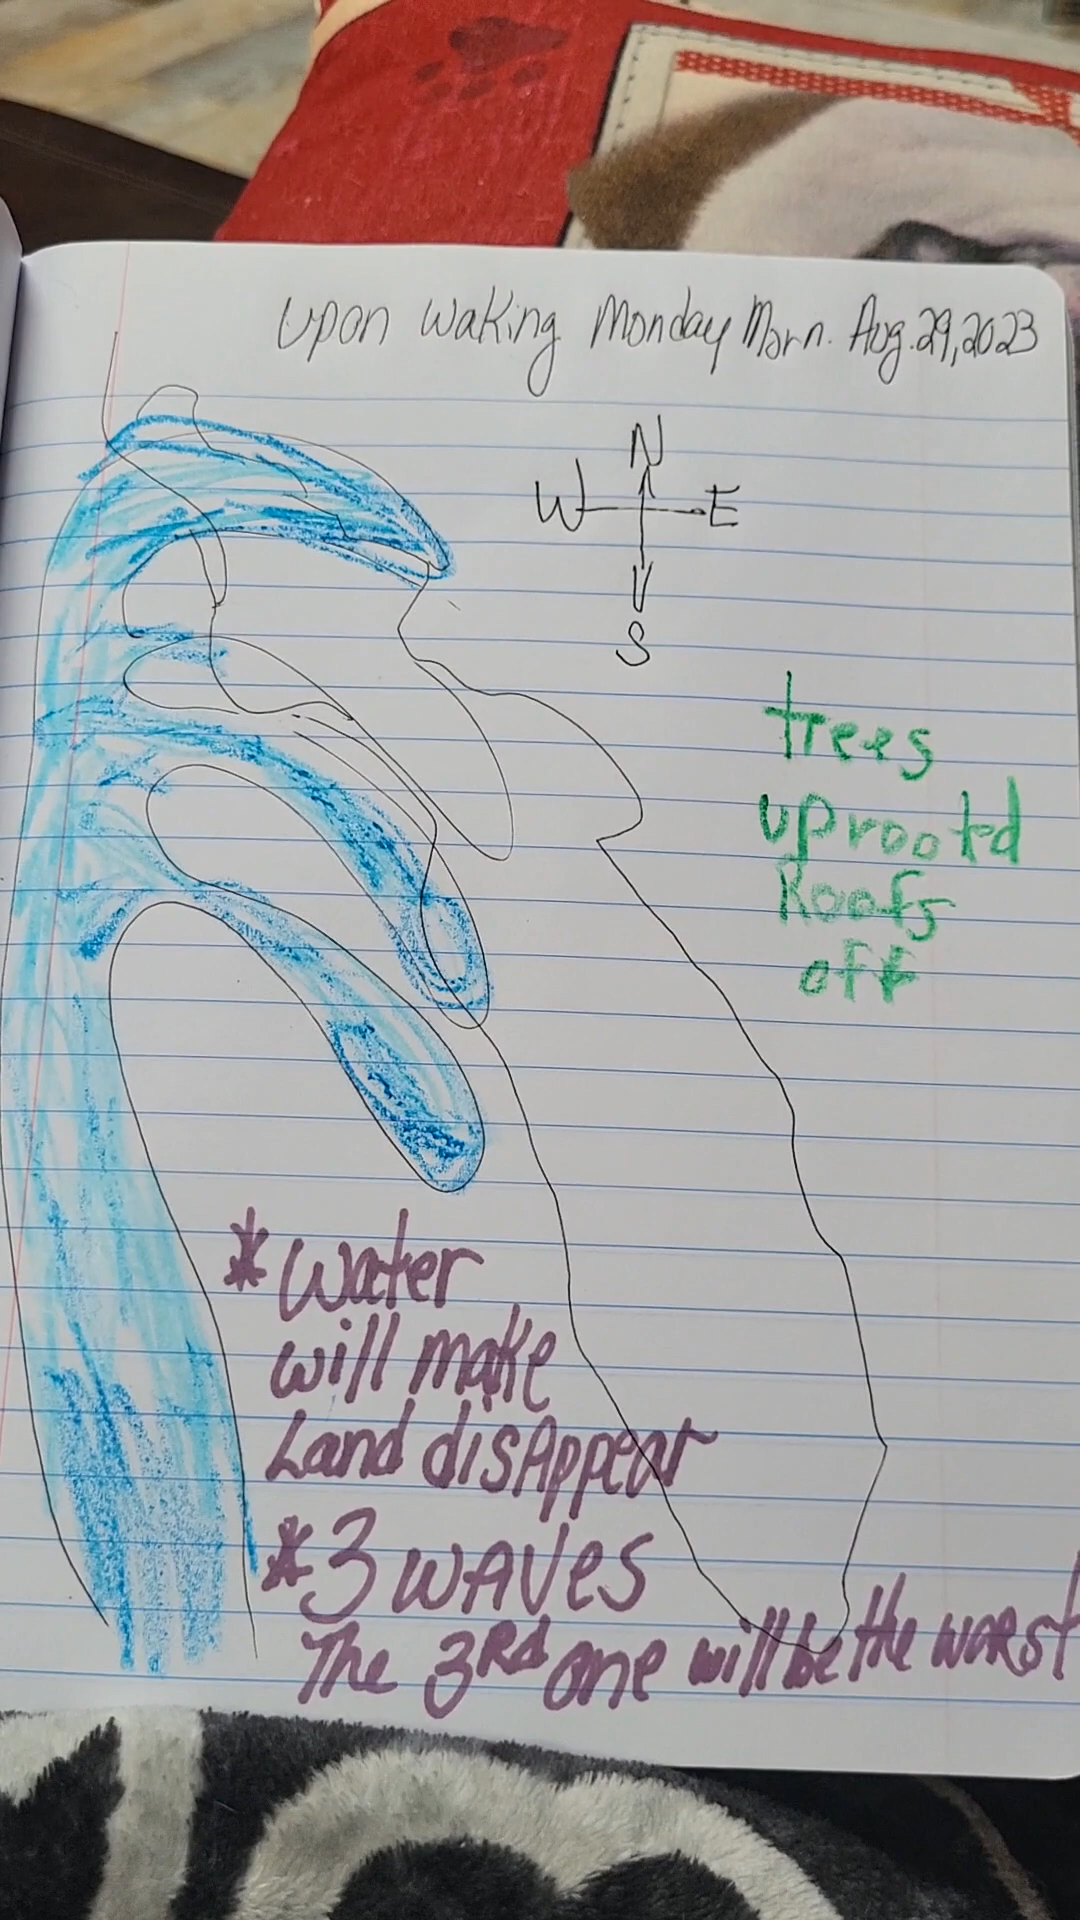 Upon Waking Monday Morn. Aug. 29, 2023
N
W E
S
trees
uprootd
Roofs
off
* Water
will make
Land disAppear
* 3 WAVes
The 3Rd one will be the worst